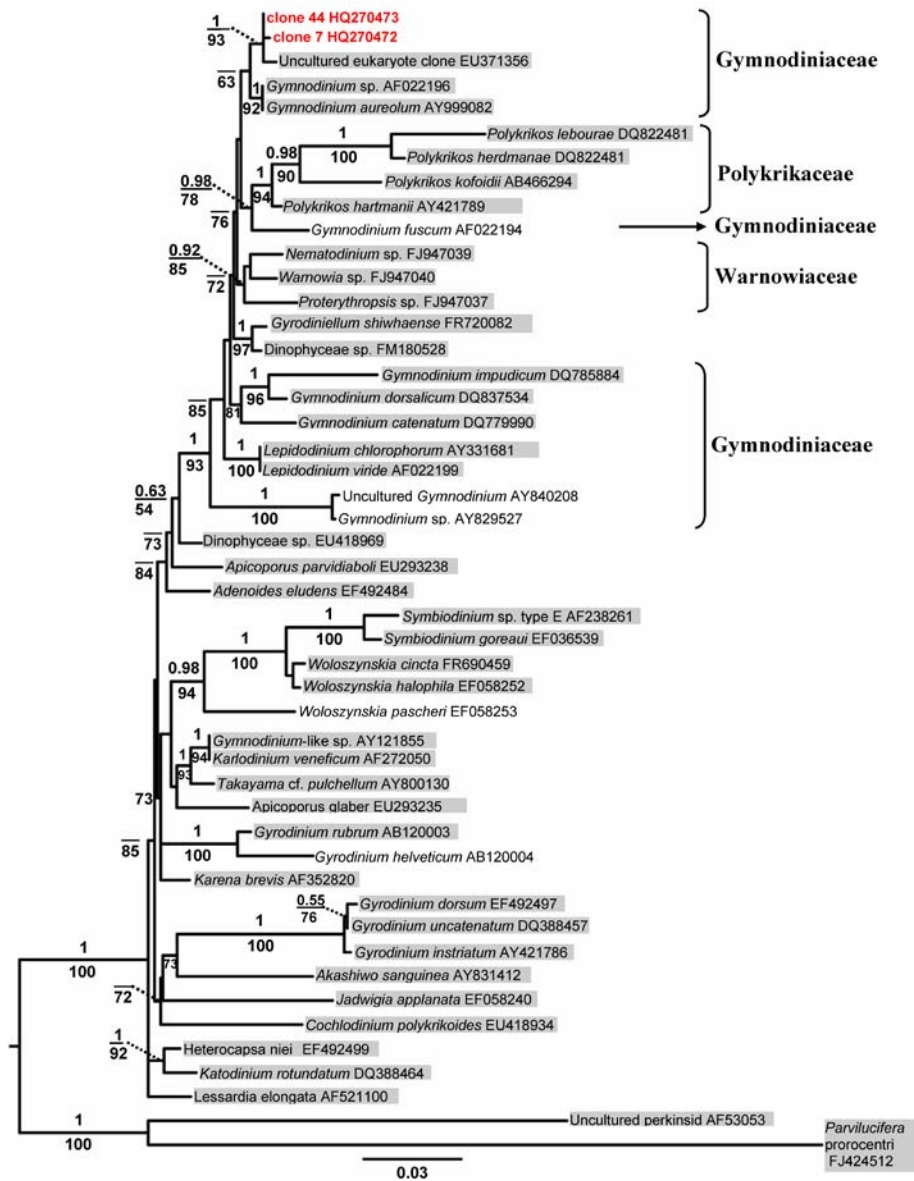 1
93
clone 44 HQ270473
clone 7 HQ270472
Uncultured eukaryote clone EU371356
Gymnodiniaceae
63
1
92
Gymnodinium sp. AF022196
Gymnodinium aureolum AY999082
1
100
Polykrikos lebourae DQ822481
Polykrikos herdmanae DQ822481
0.98
90
Polykrikos kofoidii AB466294
Polykrikaceae
0.98
78
1
94
Polykrikos hartmanii AY421789
76
Gymnodinium fuscum AF022194
Gymnodiniaceae
0.92
85
Nematodinium sp. FJ947039
Warnowia sp. FJ947040
Proterythropsis sp. FJ947037
Warnowiaceae
72
1
97
Gyrodiniellum shiwhaense FR720082
Dinophyceae sp. FM180528
1
96
Gymnodinium impudicum DQ785884
Gymnodinium dorsalicum DQ837534
81
Gymnodinium catenatum DQ779990
85
Gymnodiniaceae
1
100
Lepidodinium chlorophorum AY331681
Lepidodinium viride AF022199
1
93
1
100
Uncultured Gymnodinium AY840208
Gymnodinium sp. AY829527
0.63
54
Dinophyceae sp. EU418969
73
Apicoporus parvidiaboli EU293238
84
Adenoides eludens EF492484
1
100
Symbiodinium sp. type E AF238261
Symbiodinium goreaui EF036539
1
100
Woloszynskia cincta FR690459
Woloszynskia halophila EF058252
0.98
94
Woloszynskia pascheri EF058253
1
94
Gymnodinium-like sp. AY121855
Karlodinium veneficum AF272050
1
93
Takayama cf. pulchellum AY800130
Apicoporus glaber EU293235
73
1
100
Gyrodinium rubrum AB120003
Gyrodinium helveticum AB120004
85
Karena brevis AF352820
0.55
76
Gyrodinium dorsum EF492497
Gyrodinium uncatenatum DQ388457
1
100
Gyrodinium instriatum AY421786
73
Akashiwo sanguinea AY831412
1
100
72
Jadwigia applanata EF058240
Cochlodinium polykrikoides EU418934
1
92
Heterocapsa niei EF492499
Katodinium rotundatum DQ388464
Lessardia elongata AF521100
1
100
Uncultured perkinsid AF53053
Parvilucifera
prorocentri
FJ424512
0.03